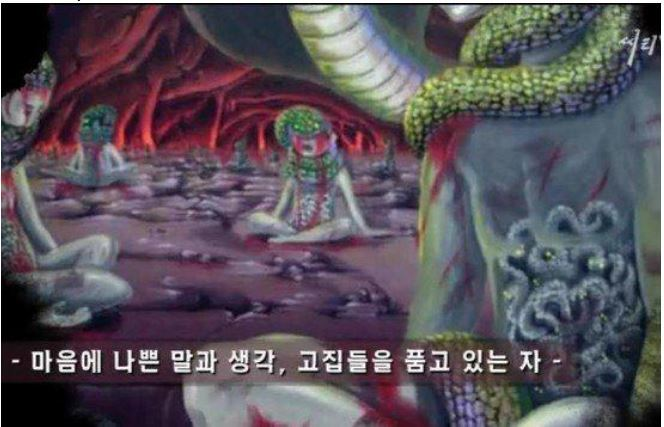 - 마음에 나쁜 말과 생각, 고집들을 품고 있는 자 -